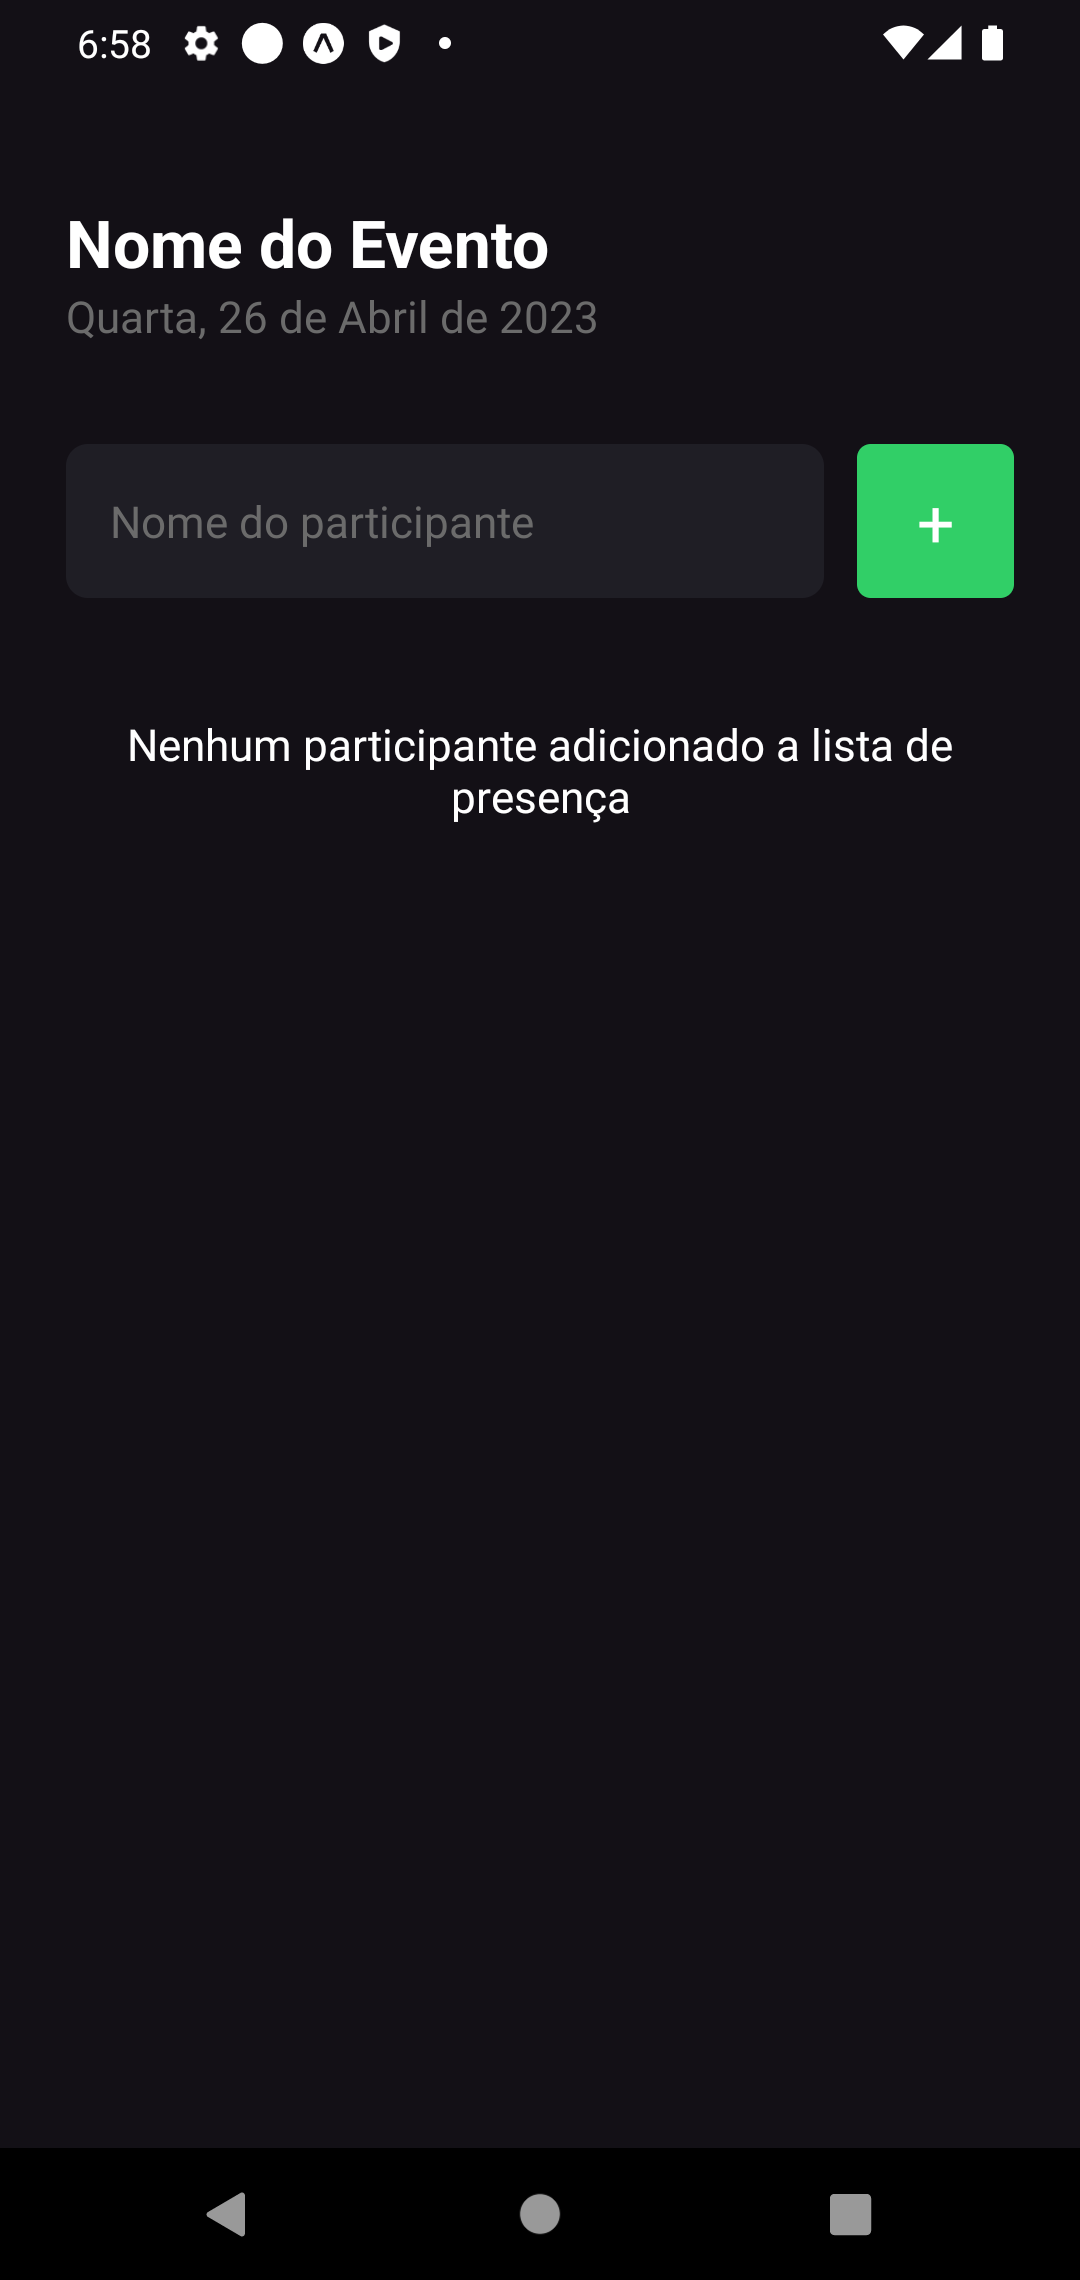 6:58
Nome do Evento
Quarta, 26 de Abril de 2023
Nome do participante
+
Nenhum participante adicionado a lista de
presença